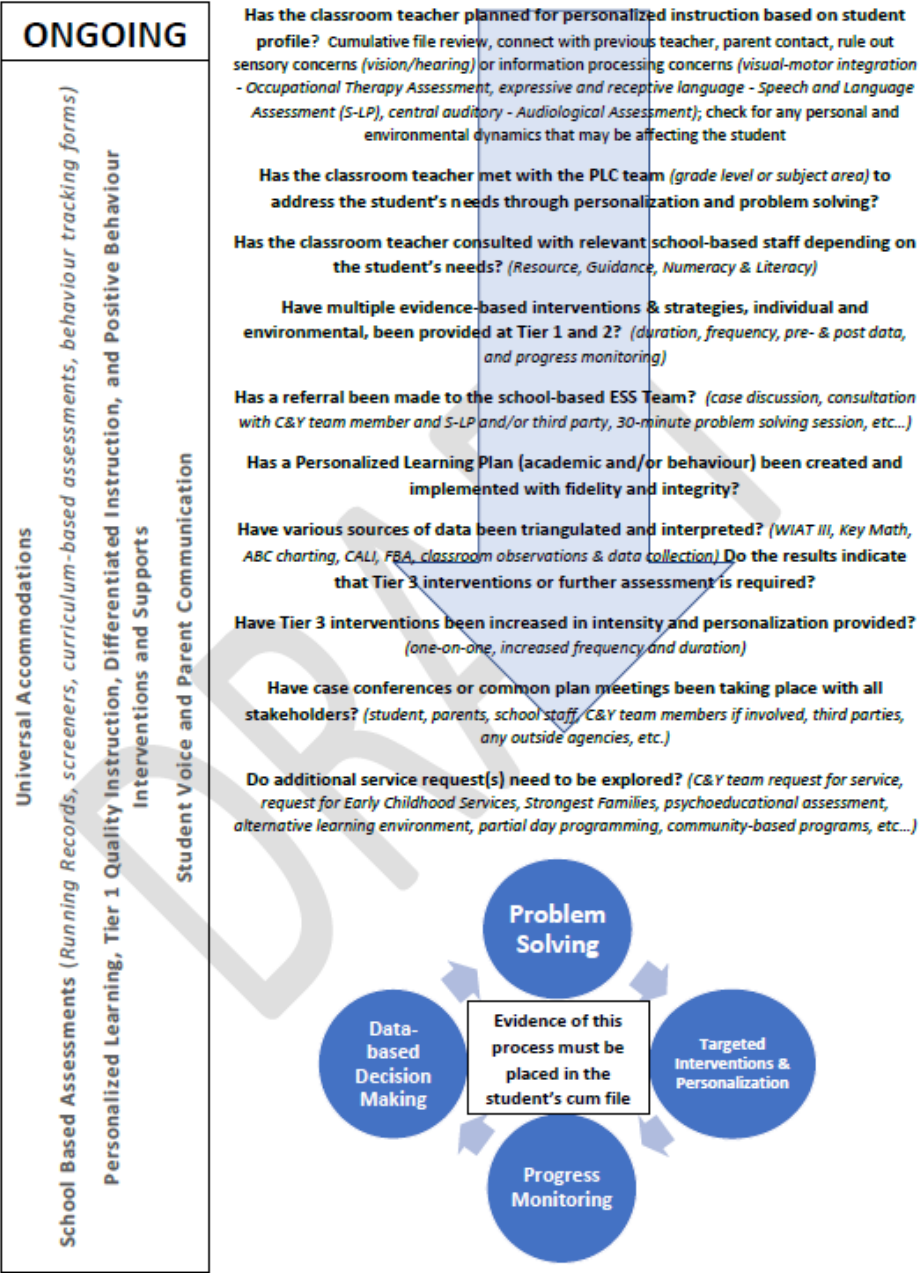 ONGOING
Universal Accommodations
School Based Assessments (Running Records, screeners, curriculum-based assessments, behaviour tracking forms)
Personalized Learning, Tier 1 Quality Instruction, Differentiated Instruction, and Positive Behaviour
Interventions and Supports
Student Voice and Parent Communication
Has the classroom teacher planned for personalized instruction based on student
profile? Cumulative file review, connect with previous teacher, parent contact, rule out
sensory concerns (vision/hearing) or information processing concerns (visual-motor integration
- Occupational Therapy Assessment, expressive and receptive language - Speech and Language
Assessment (S-LP), central auditory - Audiological Assessment); check for any personal and
environmental dynamics that may be affecting the student
Has the classroom teacher met with the PLC team (grade level or subject area) to
address the student's needs through personalization and problem solving?
Has the classroom teacher consulted with relevant school-based staff depending on
the student's needs? (Resource, Guidance, Numeracy & Literacy)
Have multiple evidence-based interventions & strategies, individual and
environmental, been provided at Tier 1 and 2? (duration, frequency, pre- & post data,
and progress monitoring)
Has a referral been made to the school-based ESS Team? (case discussion, consultation
with C&Y team member and S-LP and/or third party, 30-minute problem solving session, etc...)
Has a Personalized Learning Plan (academic and/or behaviour) been created and
implemented with fidelity and integrity?
Have various sources of data been triangulated and interpreted? (WIAT III, Key Math,
ABC charting, CALI, FBA, classroom observations & data collection) Do the results indicate
that Tier 3 interventions or further assessment is required?
Have Tier 3 interventions been increased in intensity and personalization provided?
(one-on-one, increased frequency and duration)
Have case conferences or common plan meetings been taking place with all
stakeholders? (student, parents, school staff, C&Y team members if involved, third parties,
any outside agencies, etc.)
Do additional service request(s) need to be explored? (C&Y team request for service,
request for Early Childhood Services, Strongest Families, psychoeducational assessment,
alternative learning environment, partial day programming, community-based programs, etc...)
DRAFT
Problem
Solving
Targeted
Interventions &
Personalization
Progress
Monitoring
Data-
based
Decision
Making
Evidence of this
process must be
placed in the
student's cum file